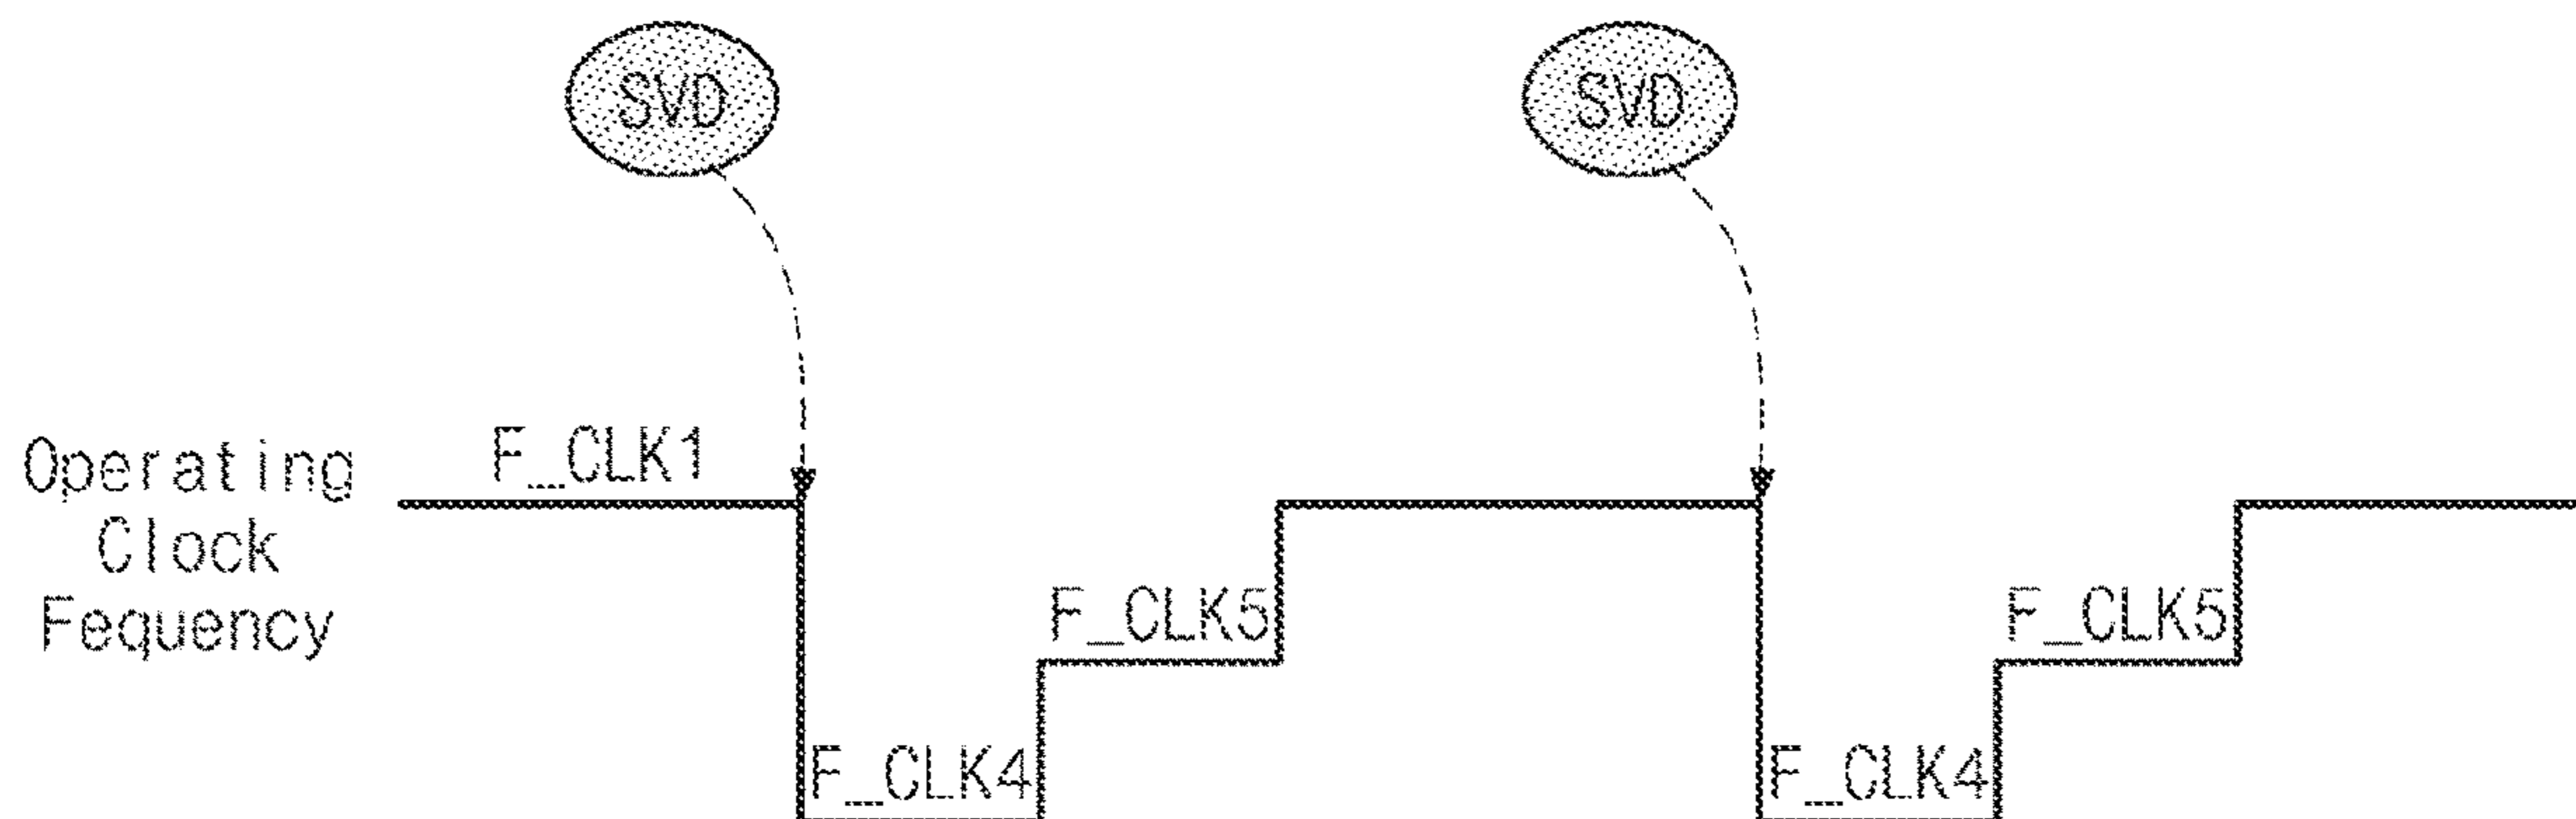 SVD
SVD
Operating
Clock
Fequency
F_CLK1
F_CLK5
F_CLK5
F_CLK4
F_CLK4